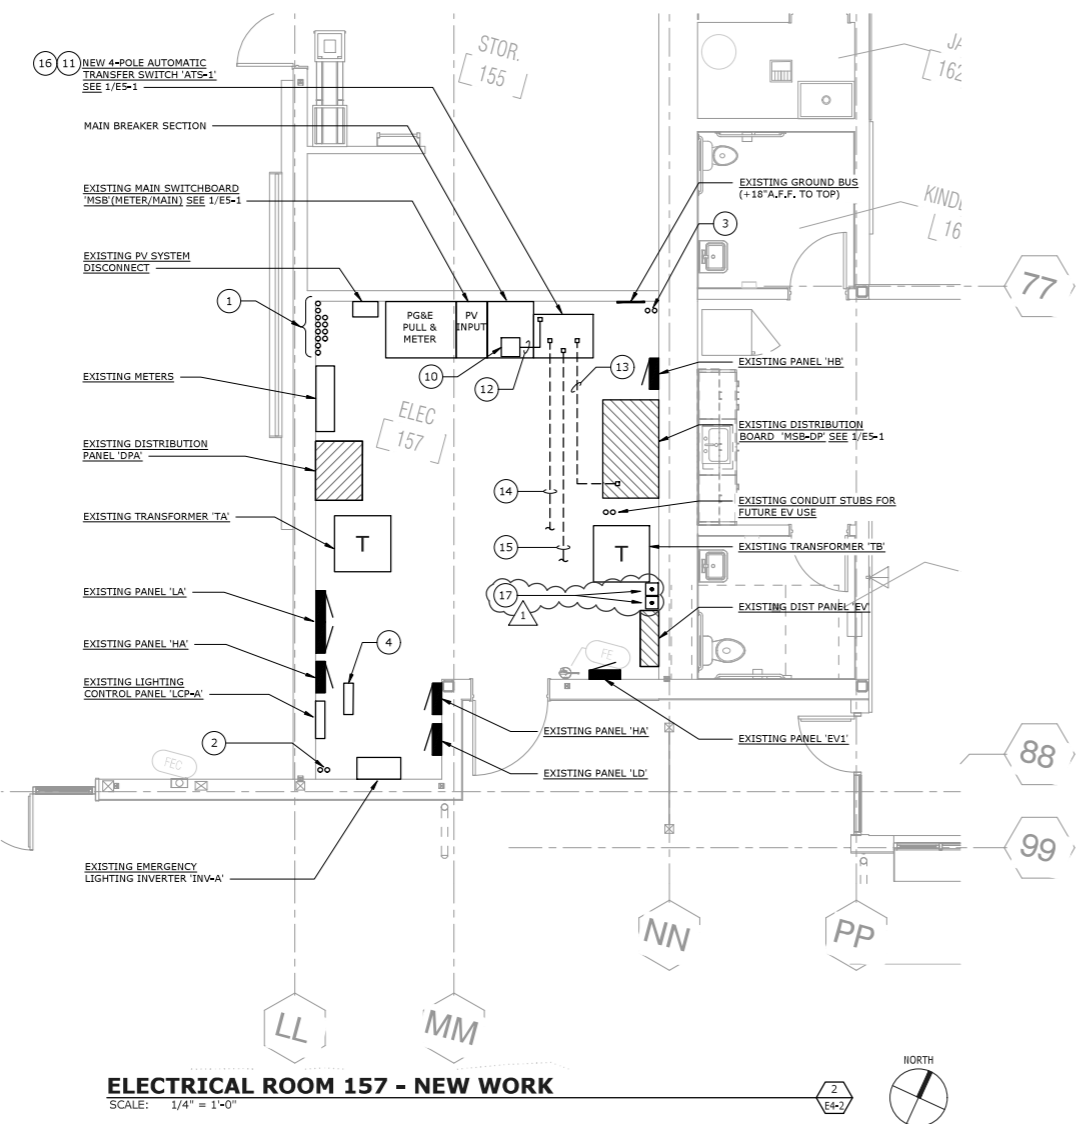 16 11 NEW 4-POLE AUTOMATIC
TRANSFER SWITCH 'ATS-1'
SEE 1/E5-1
MAIN BREAKER SECTION
EXISTING MAIN SWITCHBOARD
'MSB'(METER/MAIN) SEE 1/E5-1
EXISTING PV SYSTEM
DISCONNECT
1
EXISTING METERS
EXISTING DISTRIBUTION
PANEL 'DPA'
EXISTING TRANSFORMER 'TA'
EXISTING PANEL 'LA'
EXISTING PANEL 'HA'
EXISTING LIGHTING
CONTROL PANEL 'LCP-A'
2
FEC
EXISTING EMERGENCY
LIGHTING INVERTER 'INV-A'
STOR.
155
PG&E
PULL &
METER
PV
INPUT
10
12
13
ELEC
157
14
15
T
T
17
1
4
FE
EXISTING PANEL 'HA'
EXISTING PANEL 'LD'
EXISTING GROUND BUS
(+18"A.F.F. TO TOP)
3
EXISTING PANEL 'HB'
EXISTING DISTRIBUTION
BOARD 'MSB-DP' SEE 1/E5-1
EXISTING CONDUIT STUBS FOR
FUTURE EV USE
EXISTING TRANSFORMER 'TB'
EXISTING DIST PANEL 'EV'
EXISTING PANEL 'EV1'
162
16
77
88
99
LL
MM
NN
PP
ELECTRICAL ROOM 157 - NEW WORK
SCALE: 1/4" = 1'-0"
2
E4-2
NORTH